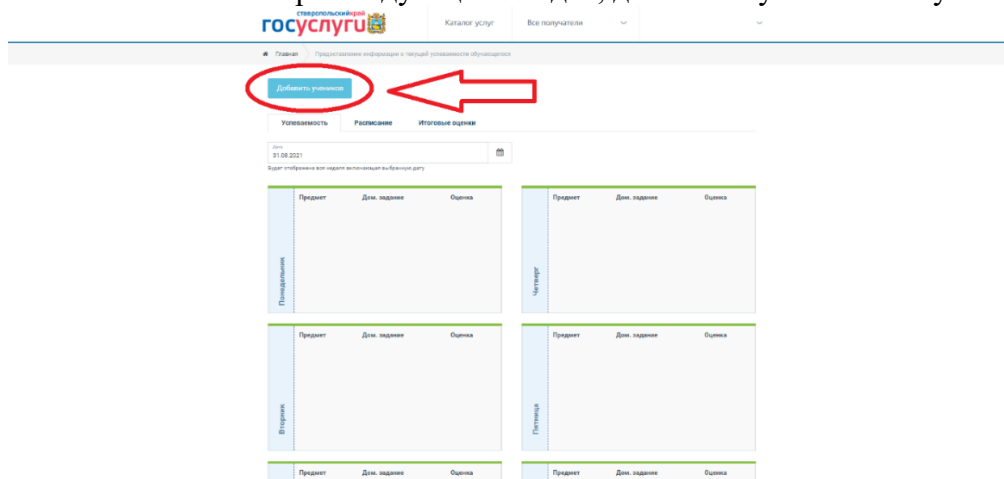 ставропольскийкрай
госуслуги
Каталог услуг
Все получатели
Главная
Предоставление информации о текущей успеваемости обучающегося
Добавить учеников
Успеваемость Расписание Итоговые оценки
День
31.08.2021
Будет отображена вся неделя включающая выбранную дату
Предмет Дом. задание Оценка
Понедельник
Предмет Дом. задание Оценка
Четверг
Предмет Дом. задание Оценка
Вторник
Предмет Дом. задание Оценка
Пятница
Предмет Дом. задание Оценка
Предмет Дом. задание Оценка